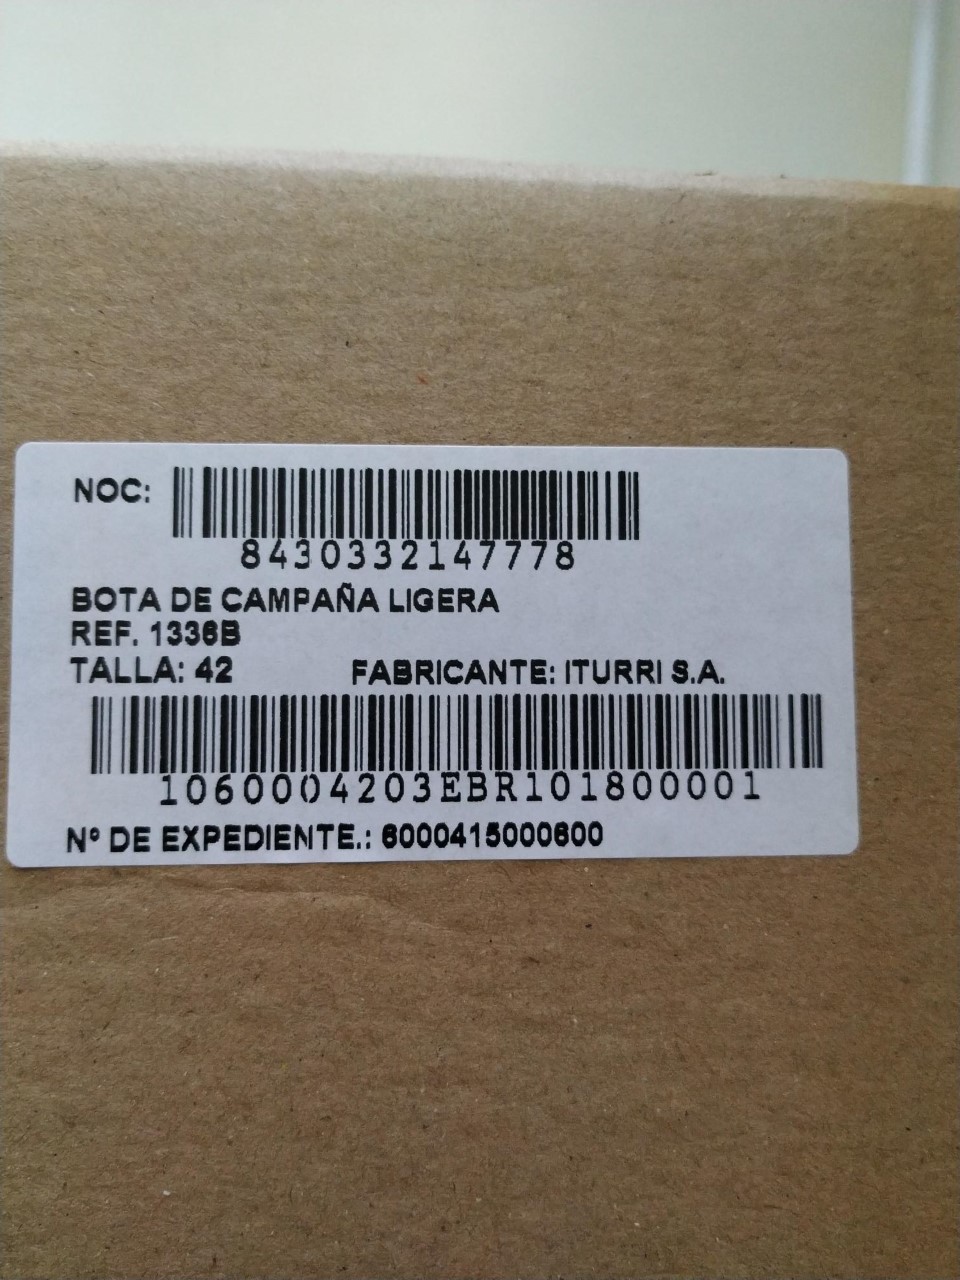 NOC:
8430332147778
BOTA DE CAMPAÑA LIGERA
REF. 1336B
TALLA: 42 FABRICANTE: ITURRI S.A.
1060004203EBR101800001
Nº DE EXPEDIENTE.: 6000415000600